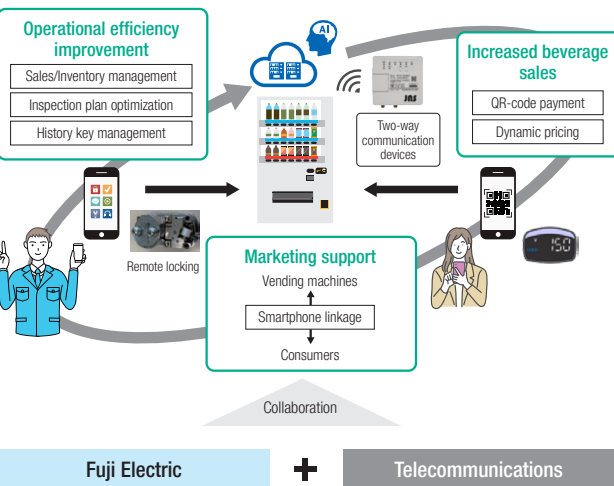 Operational efficiency
improvement
Sales/Inventory management
Inspection plan optimization
History key management
AI
Increased beverage
sales
QR-code payment
Dynamic pricing
Two-way
communication
devices
150
Remote locking
Marketing support
Vending machines
Smartphone linkage
Consumers
Collaboration
Fuji Electric
+
Telecommunications